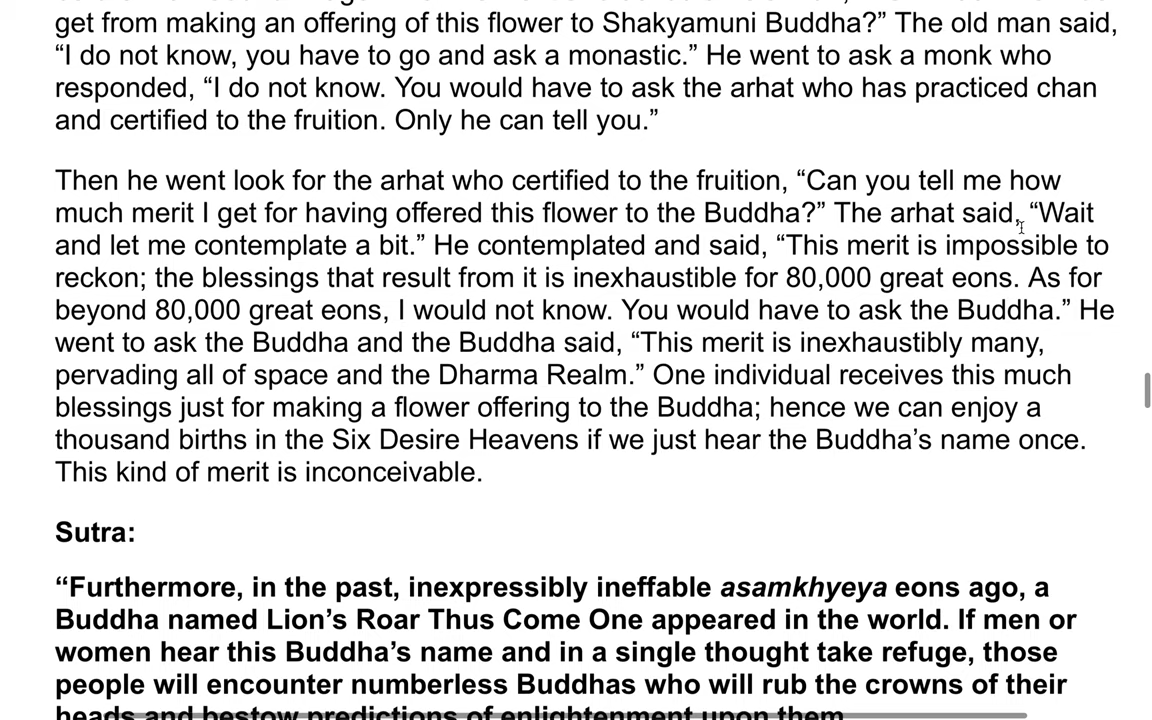 get from making an offering of this flower to Shakyamuni Buddha?” The old man said,
“I do not know, you have to go and ask a monastic.” He went to ask a monk who
responded, “I do not know. You would have to ask the arhat who has practiced chan
and certified to the fruition. Only he can tell you.”
Then he went look for the arhat who certified to the fruition, “Can you tell me how
much merit I get for having offered this flower to the Buddha?” The arhat said, “Wait
and let me contemplate a bit.” He contemplated and said, “This merit is impossible to
reckon; the blessings that result from it is inexhaustible for 80,000 great eons. As for
beyond 80,000 great eons, I would not know. You would have to ask the Buddha.” He
went to ask the Buddha and the Buddha said, “This merit is inexhaustibly many,
pervading all of space and the Dharma Realm.” One individual receives this much
blessings just for making a flower offering to the Buddha; hence we can enjoy a
thousand births in the Six Desire Heavens if we just hear the Buddha’s name once.
This kind of merit is inconceivable.
Sutra:
“Furthermore, in the past, inexpressibly ineffable asamkhyeya eons ago, a
Buddha named Lion’s Roar Thus Come One appeared in the world. If men or
women hear this Buddha’s name and in a single thought take refuge, those
people will encounter numberless Buddhas who will rub the crowns of their
heads and bestow predictions of enlightenment upon them